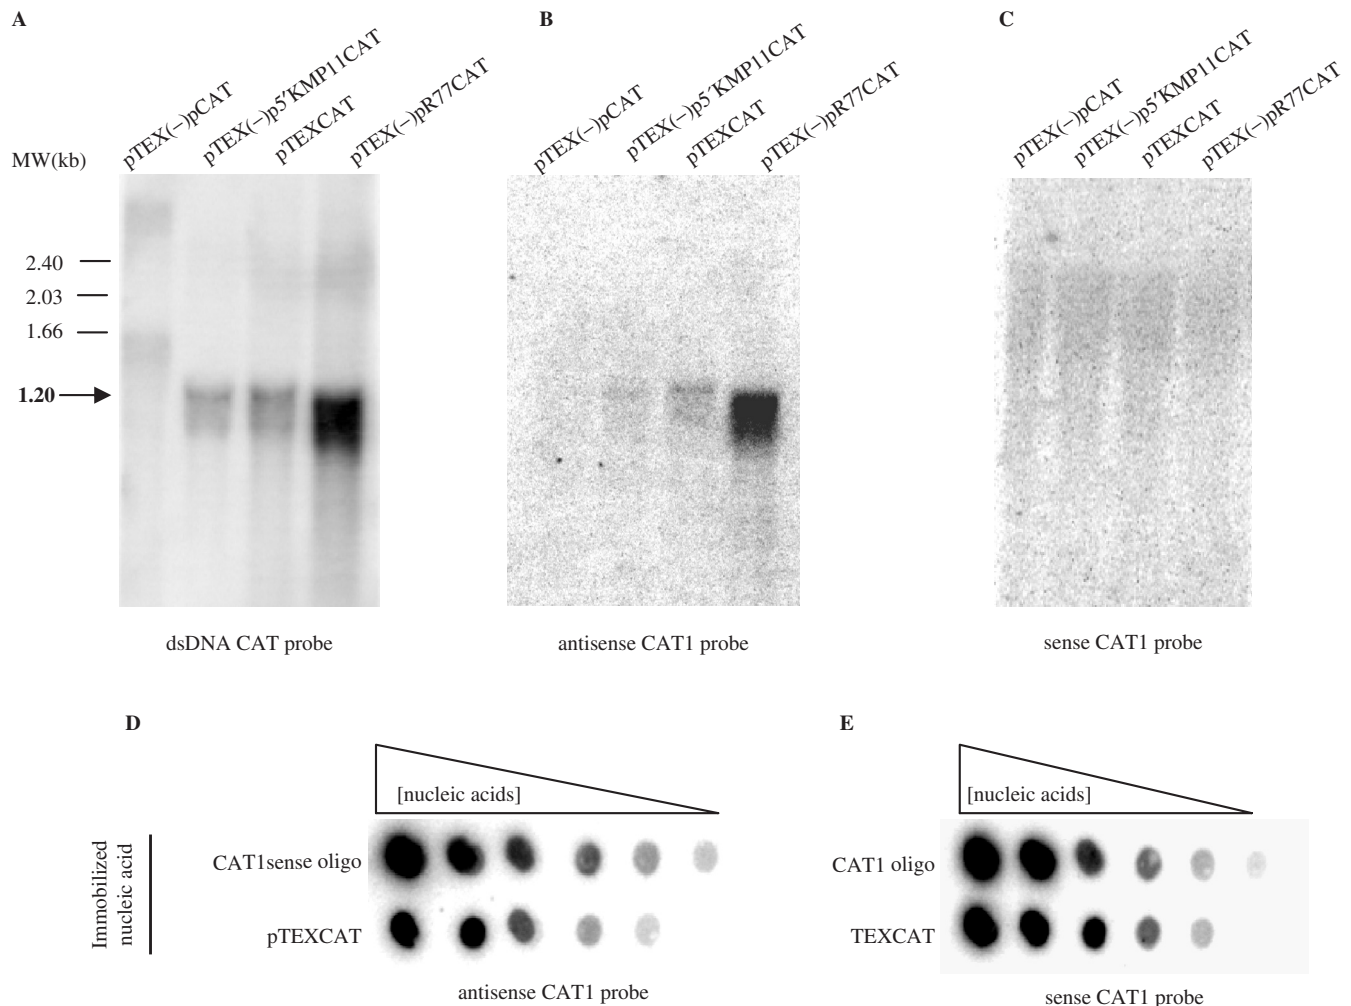 A
B
C
pTEX(−)pCAT
pTEX(−)p5′KMP11CAT
pTEXCAT
pTEX(−)pR77CAT
pTEX(−)pCAT
pTEX(−)p5′KMP11CAT
pTEXCAT
pTEX(−)pR77CAT
pTEX(−)pCAT
pTEX(−)p5′KMP11CAT
pTEXCAT
pTEX(−)pR77CAT
MW(kb)
2.40
2.03
1.66
1.20
dsDNA CAT probe
antisense CAT1 probe
sense CAT1 probe
D
E
[nucleic acids]
[nucleic acids]
Immobilized
nucleic acid
CAT1sense oligo
pTEXCAT
CAT1 oligo
TEXCAT
antisense CAT1 probe
sense CAT1 probe